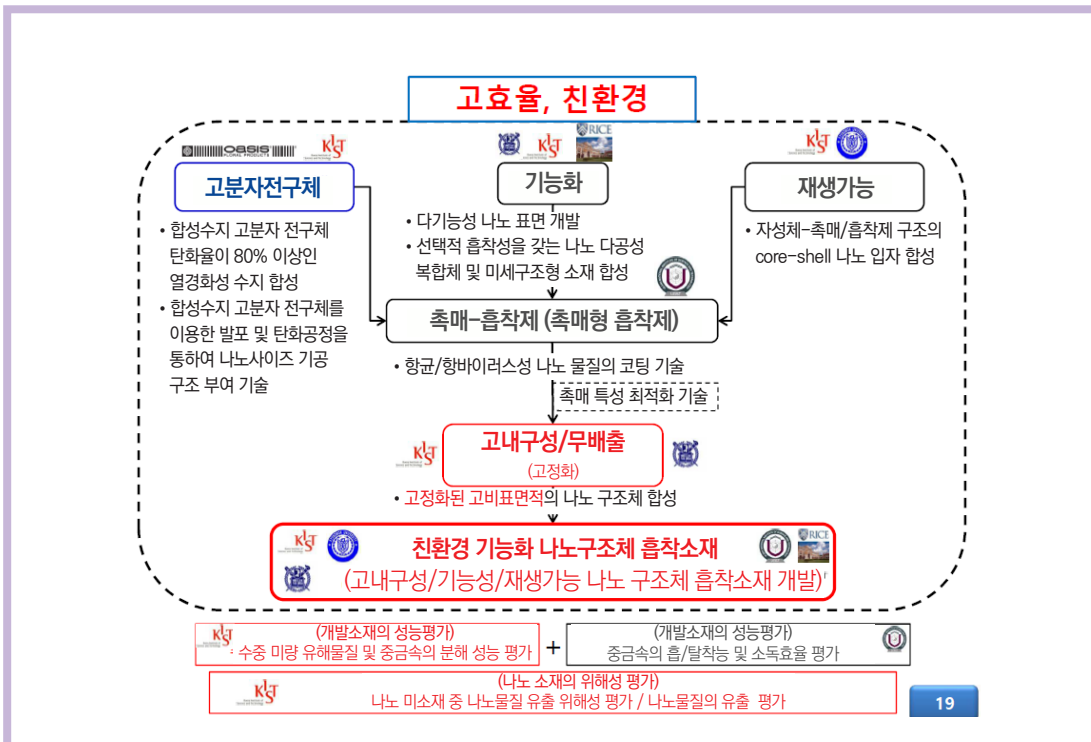 고효율, 친환경
OASIS
FLORAL PRODUCTS
KIST
KIST
RICE
KIST
고분자전구체
기능화
재생가능
• 합성수지 고분자 전구체
탄화율이 80% 이상인
열경화성 수지 합성
• 합성수지 고분자 전구체를
이용한 발포 및 탄화공정을
통하여 나노사이즈 기공
구조 부여 기술
• 다기능성 나노 표면 개발
• 선택적 흡착성을 갖는 나노 다공성
복합체 및 미세구조형 소재 합성
• 자성체-촉매/흡착제 구조의
core-shell 나노 입자 합성
촉매-흡착제 (촉매형 흡착제)
• 항균/항바이러스성 나노 물질의 코팅 기술
촉매 특성 최적화 기술
KIST
고내구성/무배출
(고정화)
• 고정화된 고비표면적의 나노 구조체 합성
KIST
친환경 기능화 나노구조체 흡착소재
RICE
(고내구성/기능성/재생가능 나노 구조체 흡착소재 개발)
KIST
(개발소재의 성능평가)
수중 미량 유해물질 및 중금속의 분해 성능 평가
+
(개발소재의 성능평가)
중금속의 흡/탈착능 및 소독효율 평가
KIST
(나노 소재의 위해성 평가)
나노 미소재 중 나노물질 유출 위해성 평가 / 나노물질의 유출 평가
19